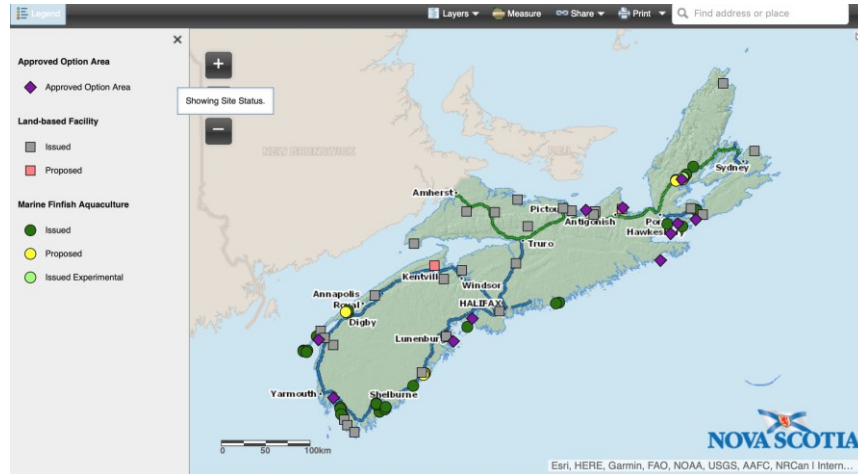 Legend
Layers
Measure
Share
Print
Find address or place
Approved Option Area
Approved Option Area
Land-based Facility
Issued
Proposed
Marine Finfish Aquaculture
Issued
Proposed
Issued Experimental
+
Showing Site Status.
−
NEW BRUNSWICK
Sydney
Amherst
Pictou
Antigonish
Port
Hawkes
Truro
Kentvill
Windsor
Annapolis
Royal
HALIFAX
Digby
Lunenbur
Yarmouth
Shelburne
0 50 100km
NOVA SCOTIA
Esri, HERE, Garmin, FAO, NOAA, USGS, AAFC, NRCan | Intern...